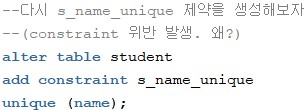 --다시 s_name_unique 제약을 생성해보자
--(constraint 위반 발생. 왜?)
alter table student
add constraint s_name_unique
unique (name);